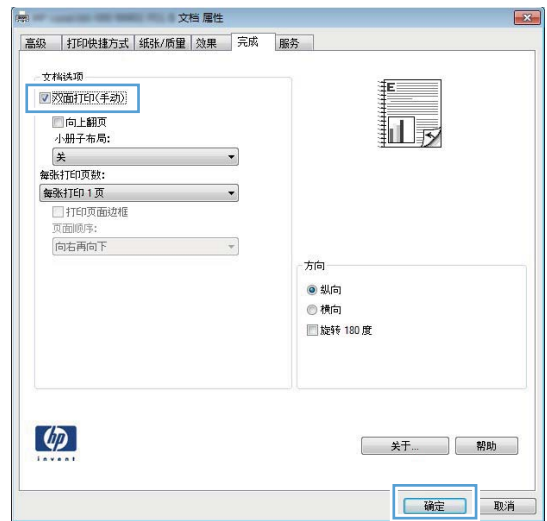 文档 属性
高级 打印快捷方式 纸张/质量 效果 完成 服务
文档选项
双面打印(手动)
向上翻页
小册子布局:
关
每张打印页数:
每张打印 1 页
打印页面边框
页面顺序:
向右再向下
E
方向
纵向
横向
旋转 180 度
hp
invent
关于... 帮助
确定 取消